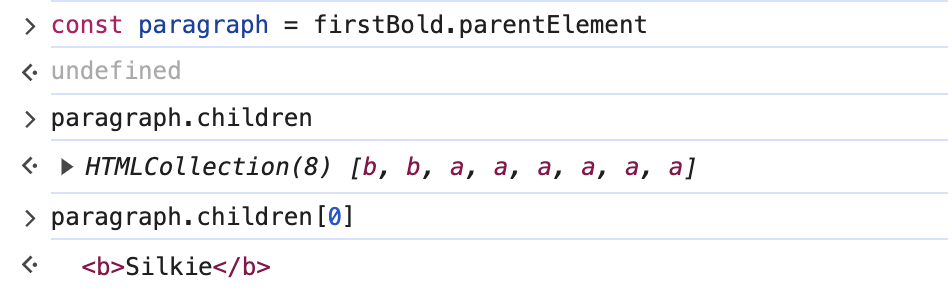 const paragraph = firstBold.parentElement
undefined
paragraph.children
HTMLCollection(8) [b, b, a, a, a, a, a, a]
paragraph.children[0]
<b>Silkie</b>